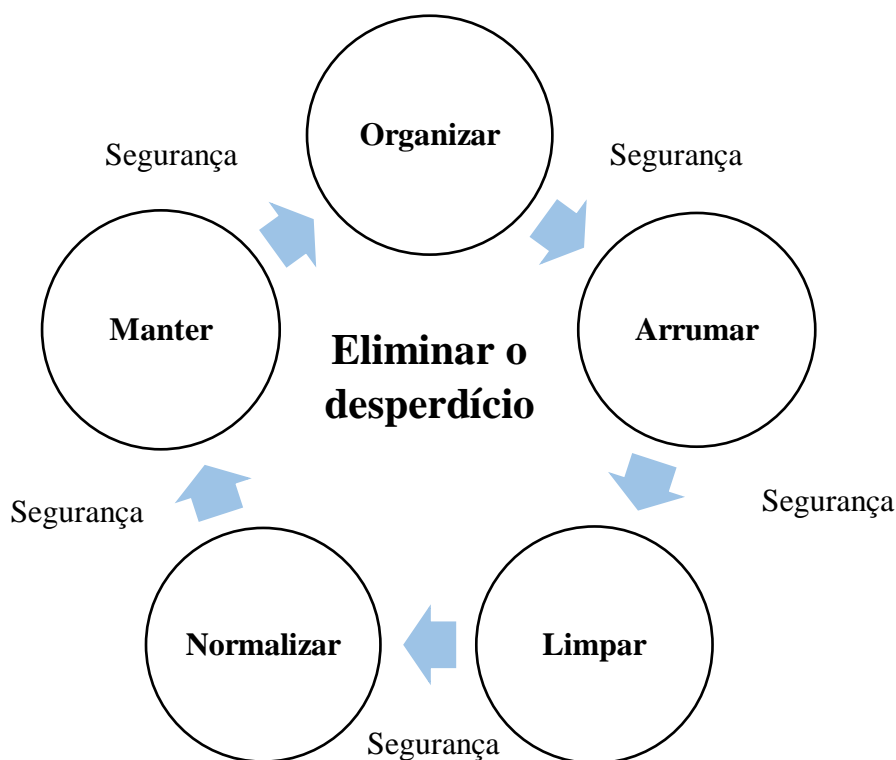 Organizar
Segurança
Segurança
Manter
Arrumar
Eliminar o
desperdício
Segurança
Segurança
Normalizar
Limpar
Segurança